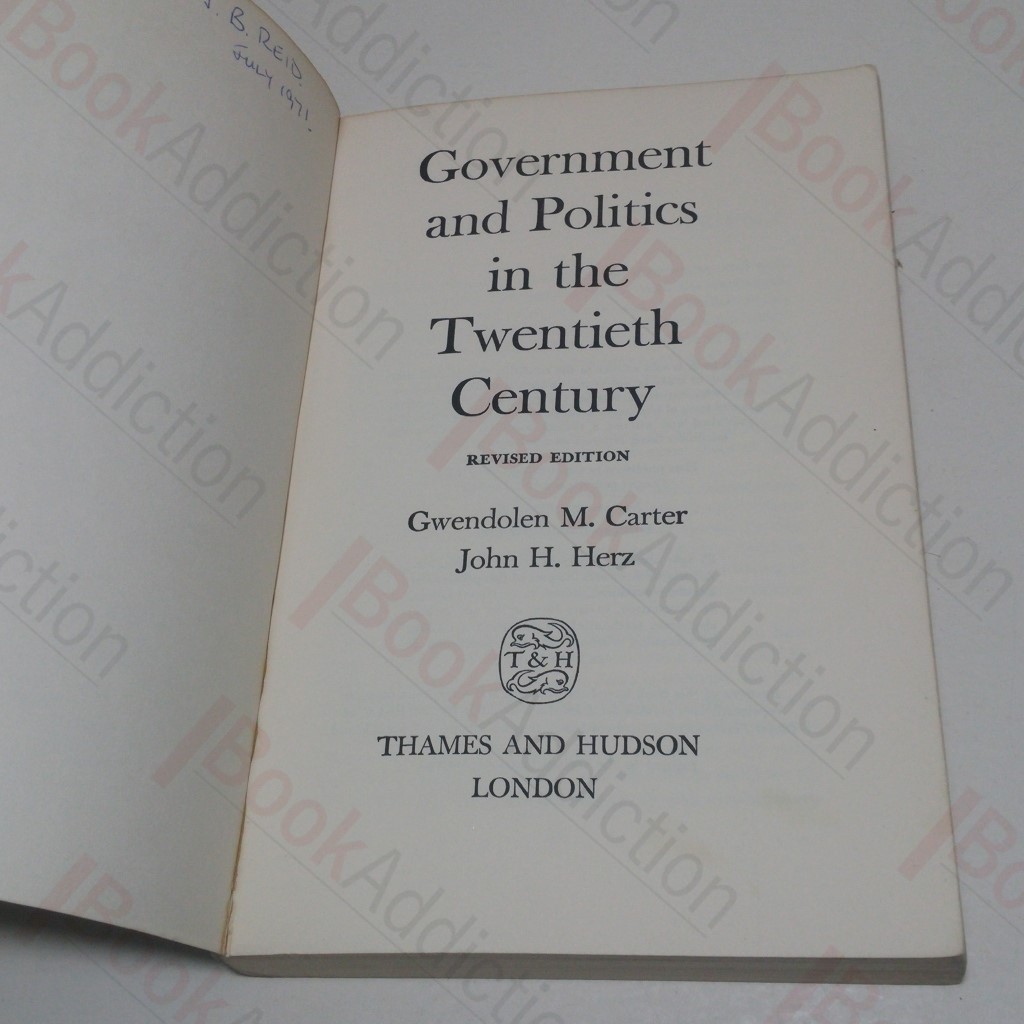 B. REID.
JULY 1971.
Government
and Politics
in the
Twentieth
Century
REVISED EDITION
Gwendolen M. Carter
John H. Herz
T & H
THAMES AND HUDSON
LONDON
BookAddiction